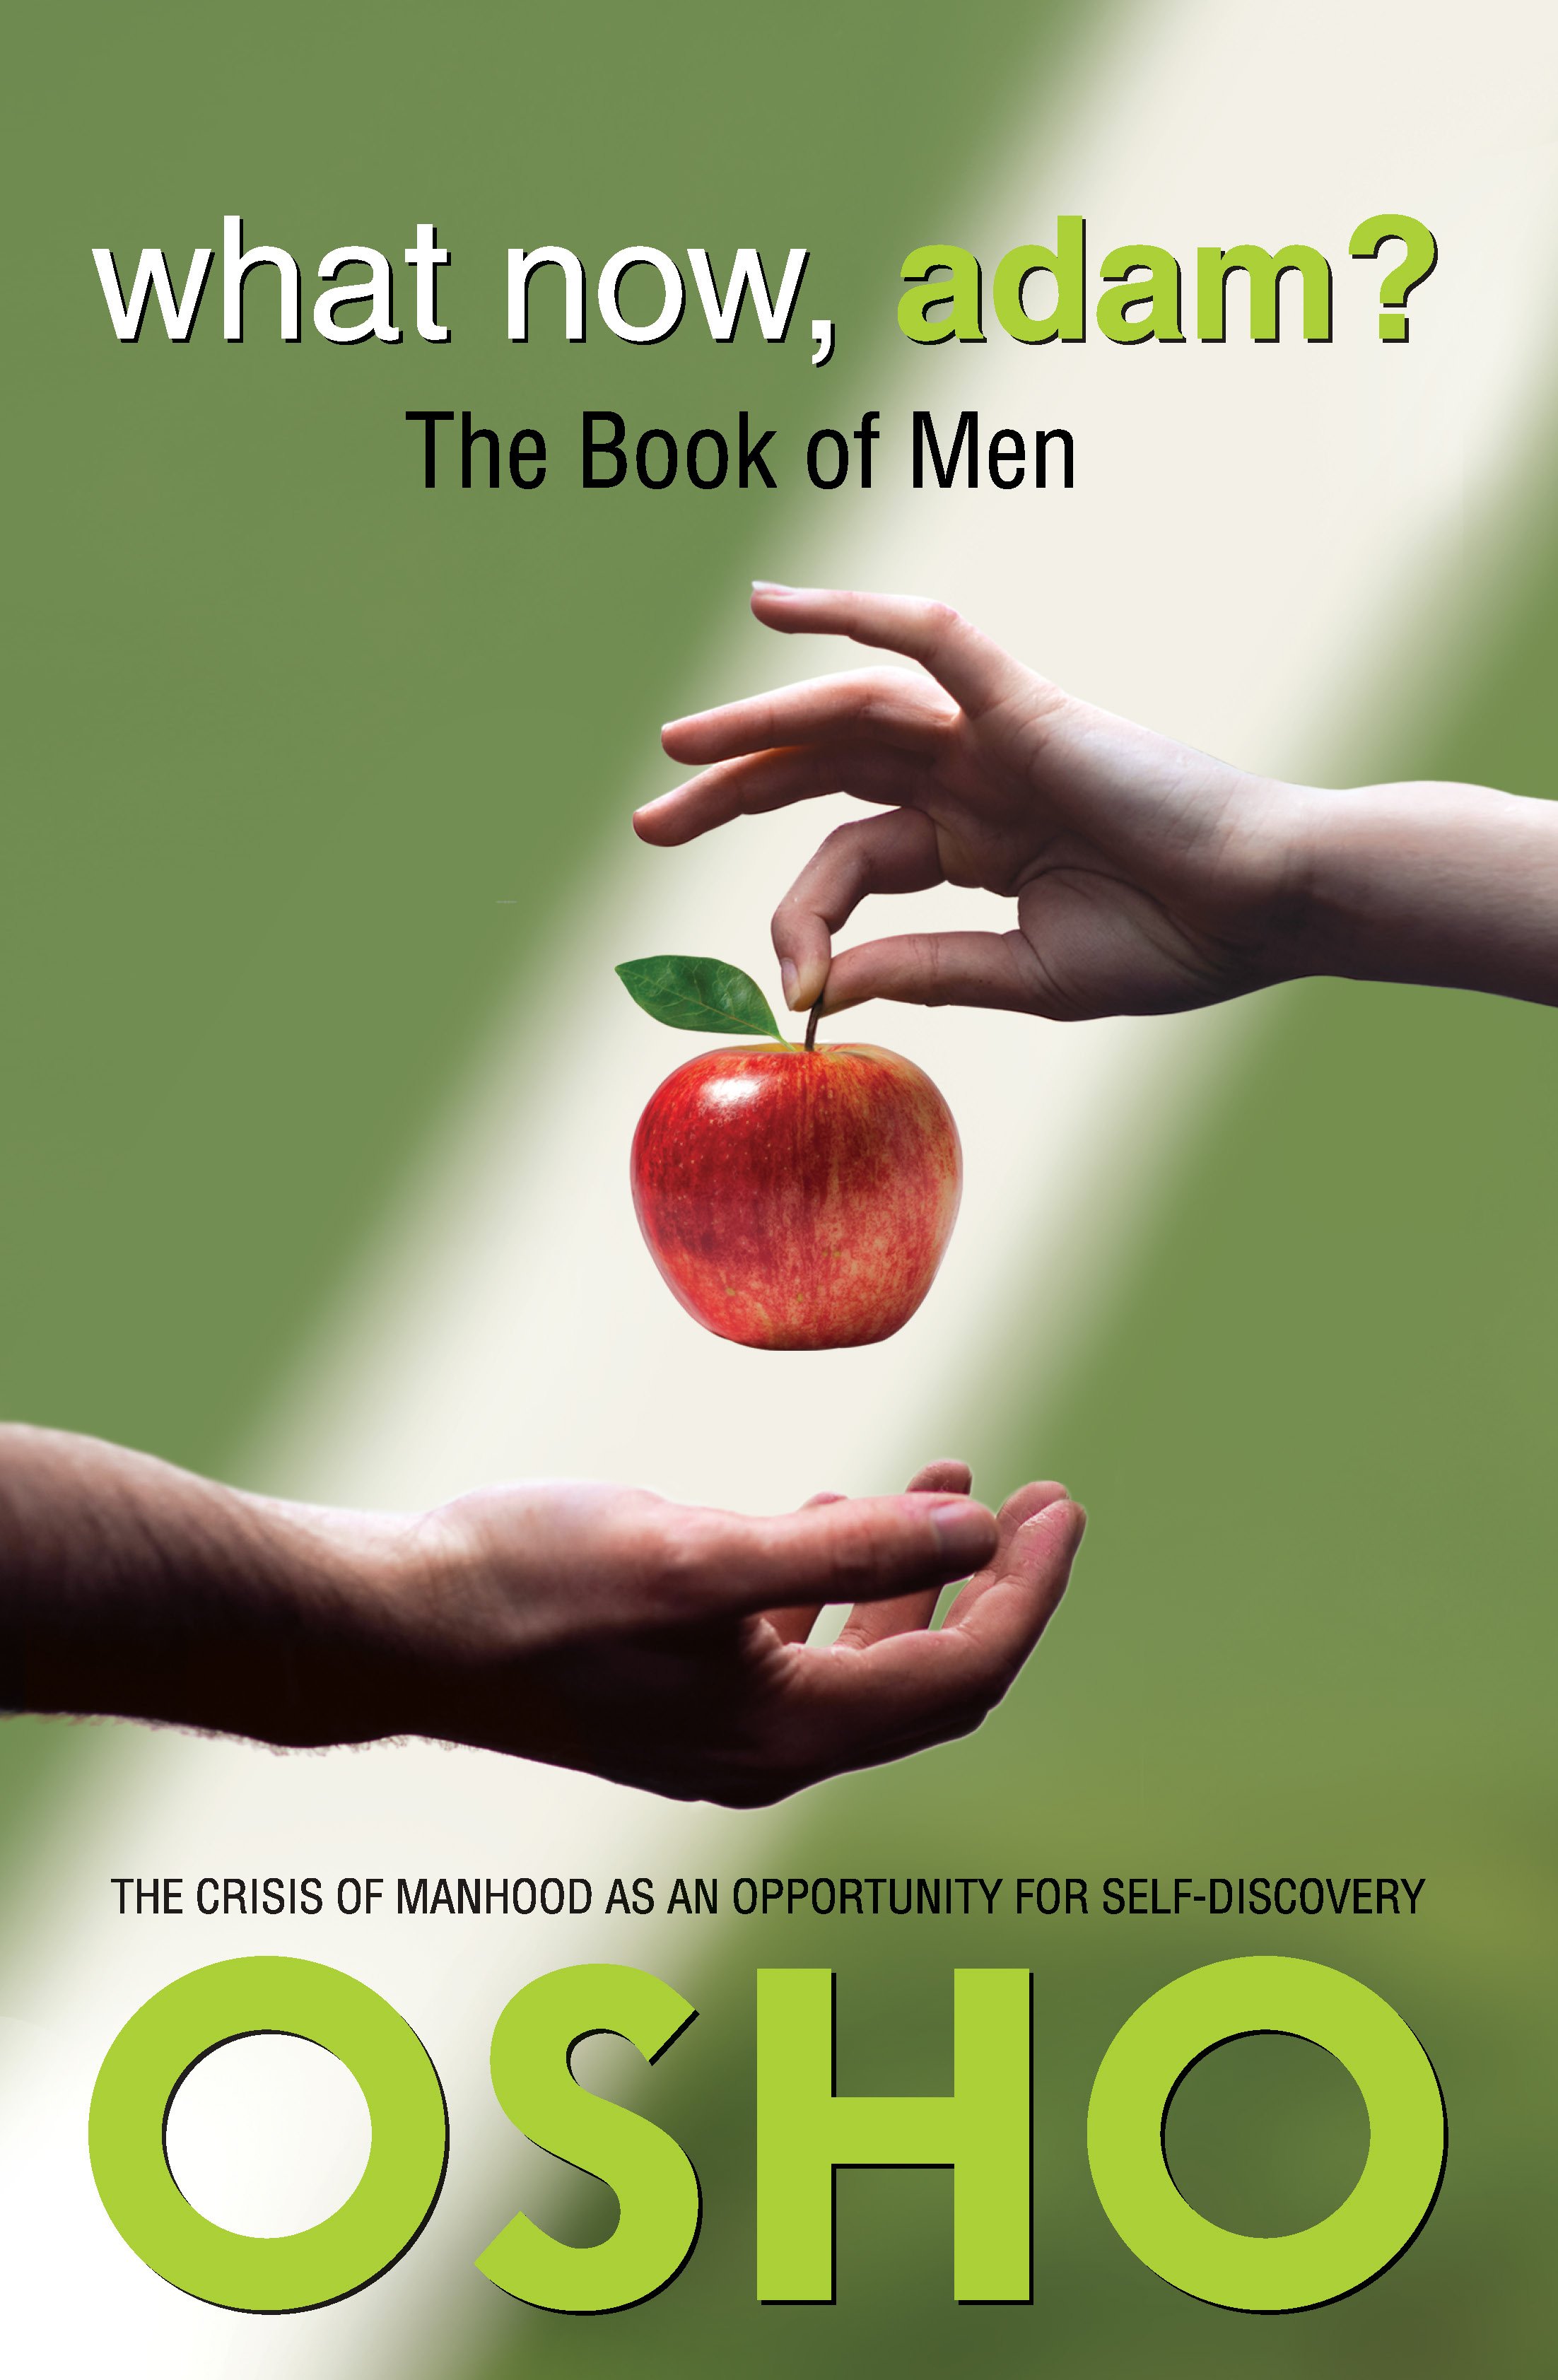 what now, adam?
The Book of Men
THE CRISIS OF MANHOOD AS AN OPPORTUNITY FOR SELF-DISCOVERY
OSHO